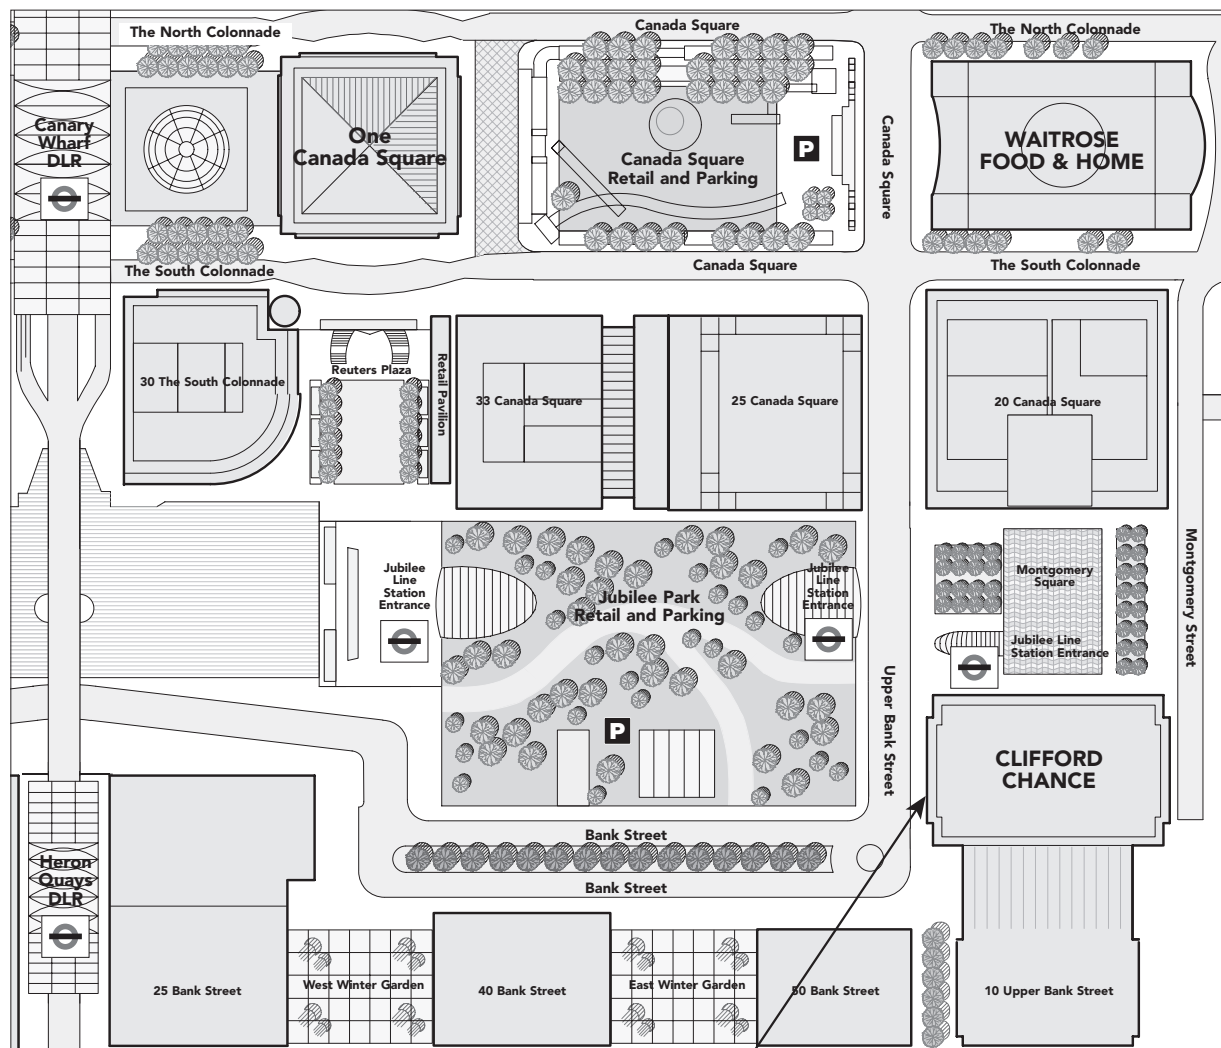 The North Colonnade
Canada Square
The North Colonnade
Canary
Wharf
DLR
One
Canada Square
Canada Square
Retail and Parking
P
Canada Square
WAITROSE
FOOD & HOME
The South Colonnade
Canada Square
The South Colonnade
30 The South Colonnade
Reuters Plaza
Retail Pavilion
33 Canada Square
25 Canada Square
20 Canada Square
Jubilee
Line
Station
Entrance
Jubilee Park
Retail and Parking
Jubilee
Line
Station
Entrance
Montgomery
Square
Jubilee Line
Station Entrance
Montgomery Street
Upper Bank Street
P
CLIFFORD
CHANCE
Bank Street
Bank Street
Heron
Quays
DLR
25 Bank Street
West Winter Garden
40 Bank Street
East Winter Garden
50 Bank Street
10 Upper Bank Street